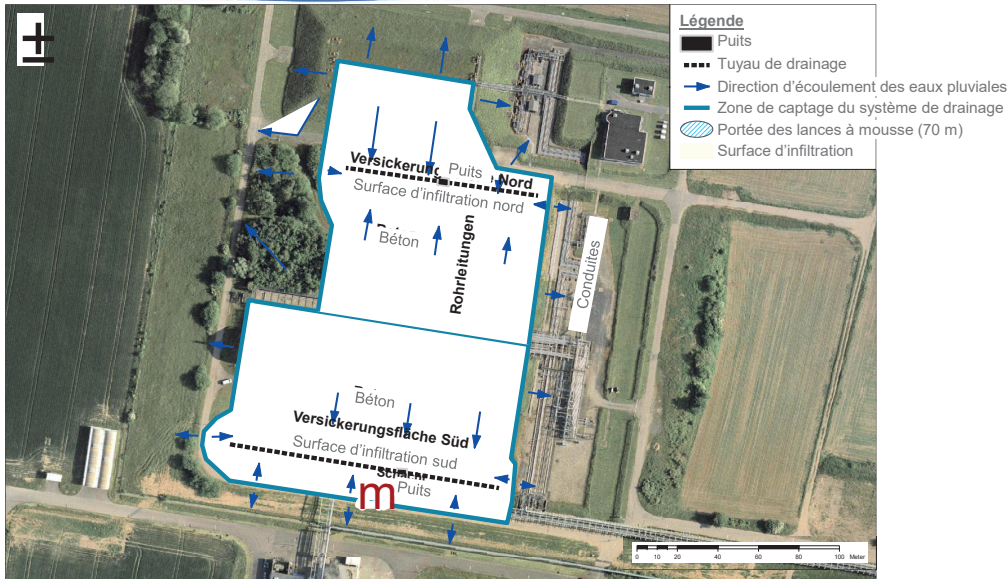 Légende
Puits
Tuyau de drainage
Direction d'écoulement des eaux pluviales
Zone de captage du système de drainage
Portée des lances à mousse (70 m)
Surface d'infiltration
Puits
Nord
Surface d'infiltration nord
Béton
Rohrleitungen
Conduites
Béton
Versickerungsfläche Süd
Surface d'infiltration sud
Puits
m
0 10 20 40 60 80 100 Meter